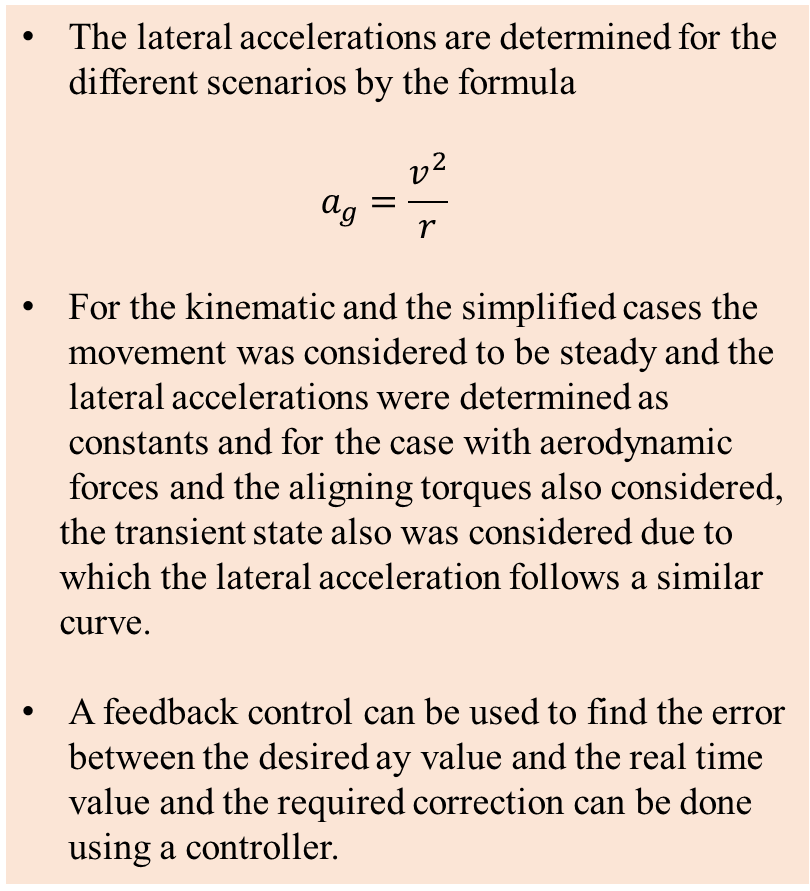 • The lateral accelerations are determined for the
different scenarios by the formula
a_g = v^2 / r
• For the kinematic and the simplified cases the
movement was considered to be steady and the
lateral accelerations were determined as
constants and for the case with aerodynamic
forces and the aligning torques also considered,
the transient state also was considered due to
which the lateral acceleration follows a similar
curve.
• A feedback control can be used to find the error
between the desired ay value and the real time
value and the required correction can be done
using a controller.